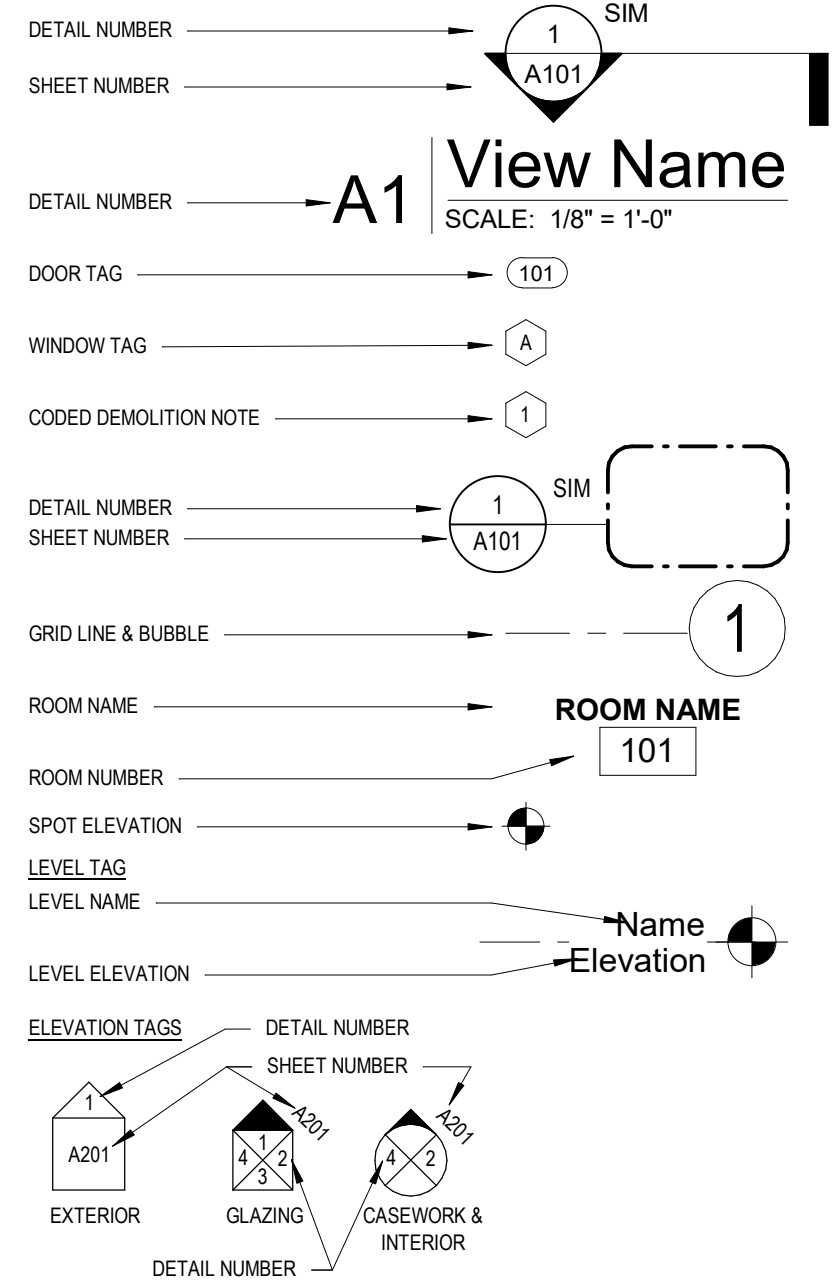 DETAIL NUMBER
1
SIM
SHEET NUMBER
A101
DETAIL NUMBER
A1
View Name
SCALE: 1/8" = 1'-0"
DOOR TAG
101
WINDOW TAG
A
CODED DEMOLITION NOTE
1
DETAIL NUMBER
1
SIM
SHEET NUMBER
A101
GRID LINE & BUBBLE
1
ROOM NAME
ROOM NAME
101
ROOM NUMBER
SPOT ELEVATION
LEVEL TAG
LEVEL NAME
Name
Elevation
LEVEL ELEVATION
ELEVATION TAGS
DETAIL NUMBER
SHEET NUMBER
1
A201
EXTERIOR
A201
1
4 2
3
GLAZING
A201
4 2
CASEWORK &
INTERIOR
DETAIL NUMBER